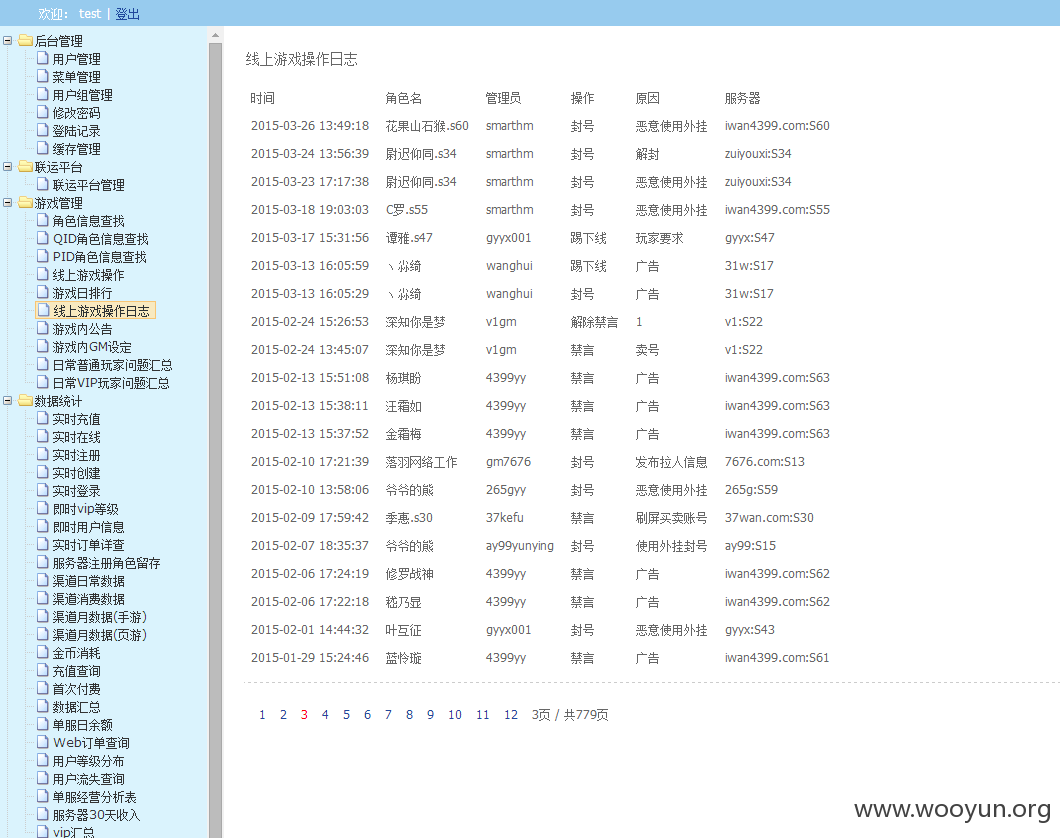 欢迎: test | 登出
后台管理
用户管理
菜单管理
用户组管理
修改密码
登陆记录
缓存管理
联运平台
联运平台管理
游戏管理
角色信息查找
QID角色信息查找
PID角色信息查找
线上游戏操作
游戏日排行
线上游戏操作日志
游戏内公告
游戏内GM设定
日常普通玩家问题汇总
日常VIP玩家问题汇总
数据统计
实时充值
实时在线
实时注册
实时创建
实时登录
即时vip等级
即时用户信息
实时订单详查
服务器注册角色留存
渠道日常数据
渠道消费数据
渠道月数据(手游)
渠道月数据(页游)
金币消耗
充值查询
首次付费
数据汇总
单服日余额
Web订单查询
用户等级分布
用户流失查询
单服经营分析表
服务器30天收入
vip汇总
线上游戏操作日志
时间 角色名 管理员 操作 原因 服务器
2015-03-26 13:49:18 花果山石猴.s60 smarthm 封号 恶意使用外挂 iwan4399.com:S60
2015-03-24 13:56:39 尉迟仰同.s34 smarthm 封号 解封 zuiyouxi:S34
2015-03-23 17:17:38 尉迟仰同.s34 smarthm 封号 恶意使用外挂 zuiyouxi:S34
2015-03-18 19:03:03 C罗.s55 smarthm 封号 恶意使用外挂 iwan4399.com:S55
2015-03-17 15:31:56 谭雅.s47 gyyx001 踢下线 玩家要求 gyyx:S47
2015-03-13 16:05:59 wanghui 踢下线 广告 31w:S17
2015-03-13 16:05:29 wanghui 封号 广告 31w:S17
2015-02-24 15:26:53 深知你是梦 v1gm 解除禁言 1 v1:S22
2015-02-24 13:45:07 深知你是梦 v1gm 禁言 卖号 v1:S22
2015-02-13 15:51:08 杨琪盼 4399yy 禁言 广告 iwan4399.com:S63
2015-02-13 15:38:11 汪霜如 4399yy 禁言 广告 iwan4399.com:S63
2015-02-13 15:37:52 金霜梅 4399yy 禁言 广告 iwan4399.com:S63
2015-02-10 17:21:39 落羽网络工作 gm7676 封号 发布拉人信息 7676.com:S13
2015-02-10 13:58:06 爷爷的熊 265gyy 封号 恶意使用外挂 265g:S59
2015-02-09 17:59:42 季惠.s30 37kefu 禁言 刷屏买卖账号 37wan.com:S30
2015-02-07 18:35:37 爷爷的熊 ay99yunying 封号 使用外挂封号 ay99:S15
2015-02-06 17:24:19 修罗战神 4399yy 禁言 广告 iwan4399.com:S62
2015-02-06 17:22:18 嵇乃显 4399yy 禁言 广告 iwan4399.com:S62
2015-02-01 14:44:32 叶互征 gyyx001 封号 恶意使用外挂 gyyx:S43
2015-01-29 15:24:46 蓝怜璇 4399yy 禁言 广告 iwan4399.com:S61
1 2 3 4 5 6 7 8 9 10 11 12 3页 / 共779页
www.wooyun.org